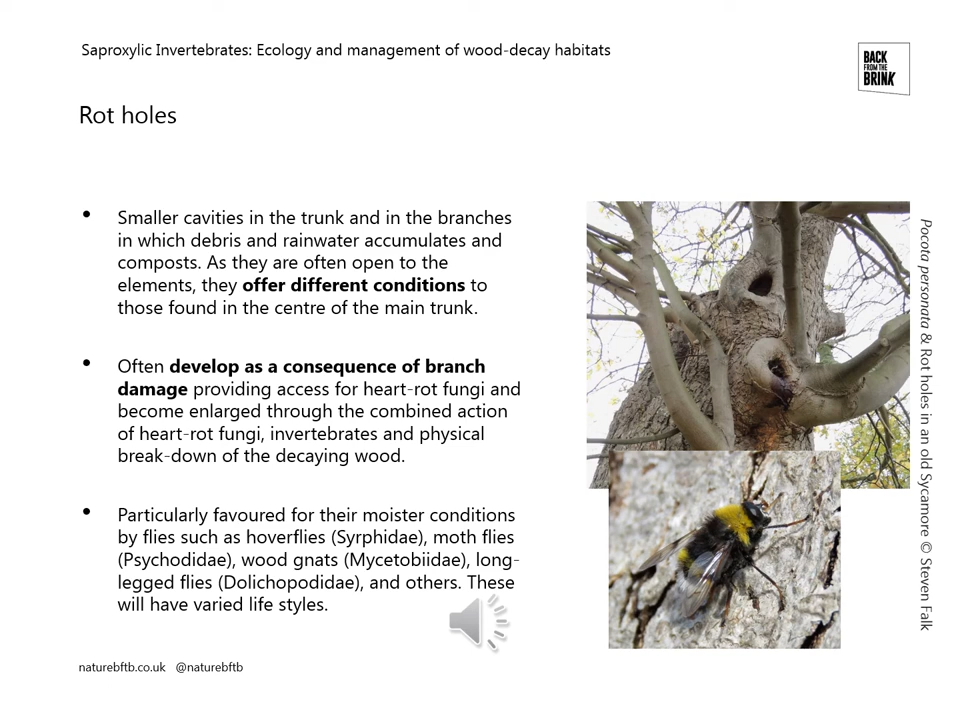 Saproxylic Invertebrates: Ecology and management of wood-decay habitats
BACK
FROM THE
BRINK
Rot holes
• Smaller cavities in the trunk and in the branches
in which debris and rainwater accumulates and
composts. As they are often open to the
elements, they offer different conditions to
those found in the centre of the main trunk.
• Often develop as a consequence of branch
damage providing access for heart-rot fungi and
become enlarged through the combined action
of heart-rot fungi, invertebrates and physical
break-down of the decaying wood.
• Particularly favoured for their moister conditions
by flies such as hoverflies (Syrphidae), moth flies
(Psychodidae), wood gnats (Mycetobiidae), long-
legged flies (Dolichopodidae), and others. These
will have varied life styles.
Pocota personata & Rot holes in an old Sycamore © Steven Falk
naturebftb.co.uk @naturebftb